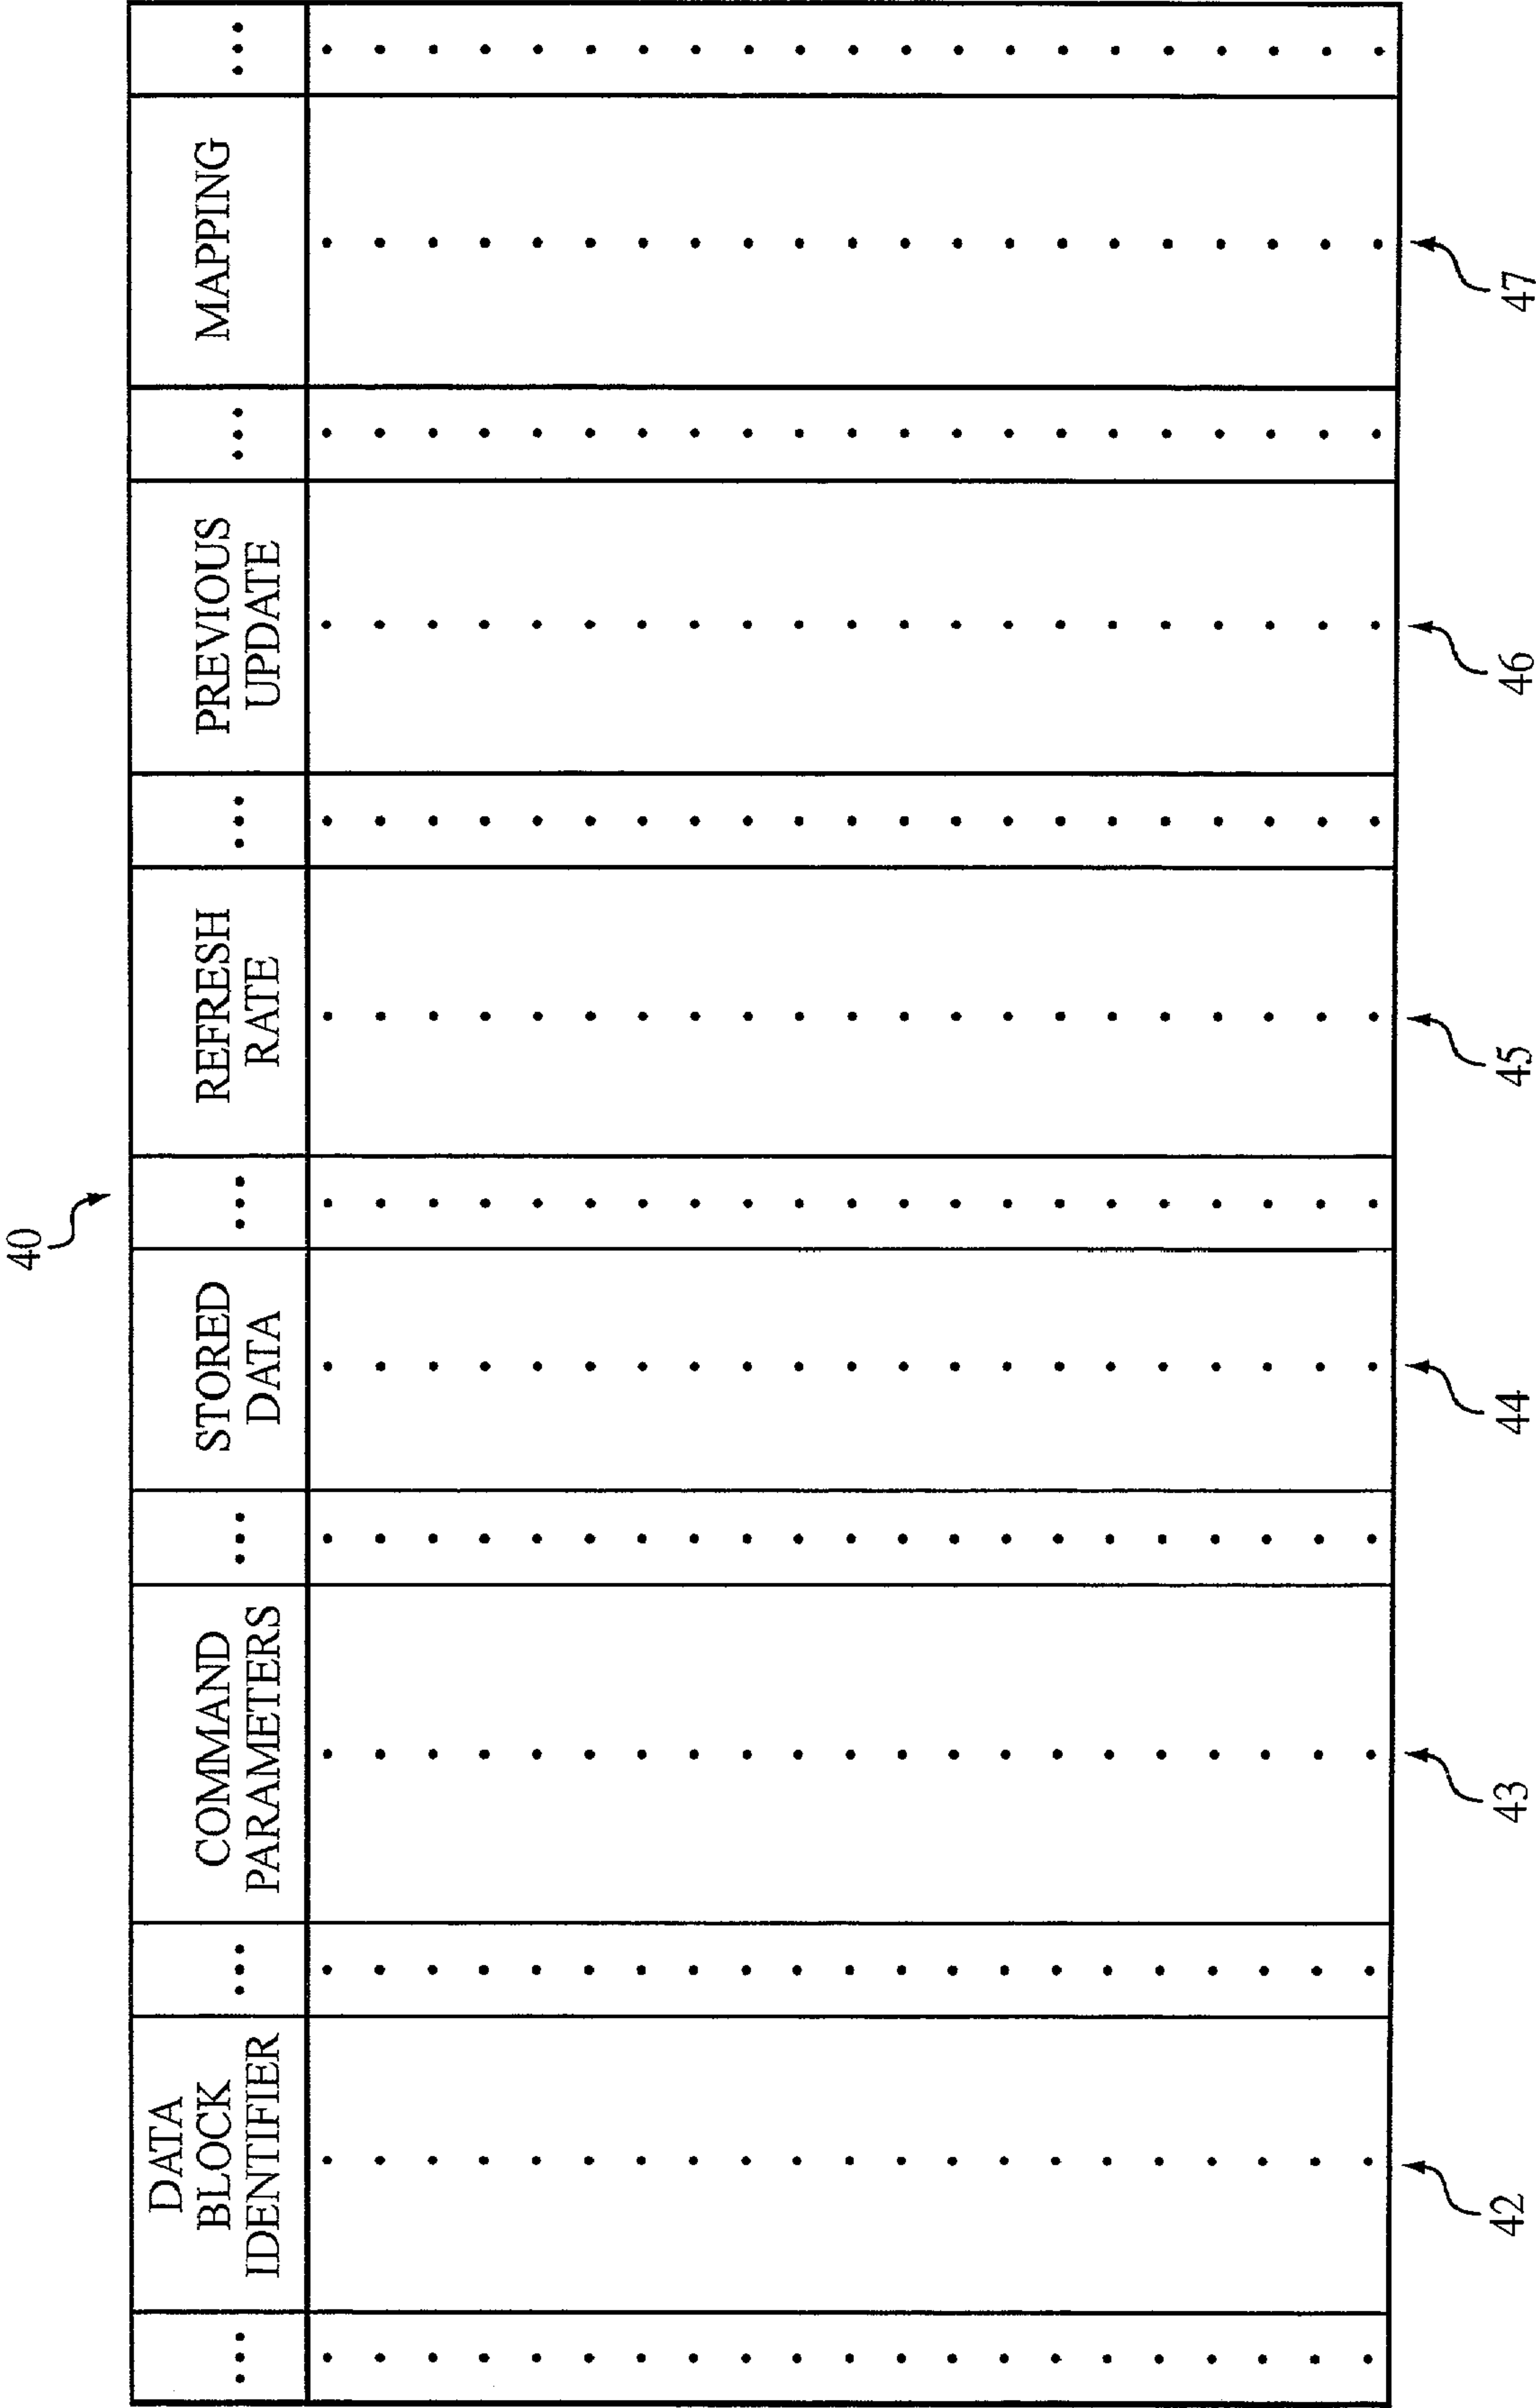 40
... DATA BLOCK IDENTIFIER ... COMMAND PARAMETERS ... STORED DATA ... REFRESH RATE ... PREVIOUS UPDATE ... MAPPING ...
42 43 44 45 46 47